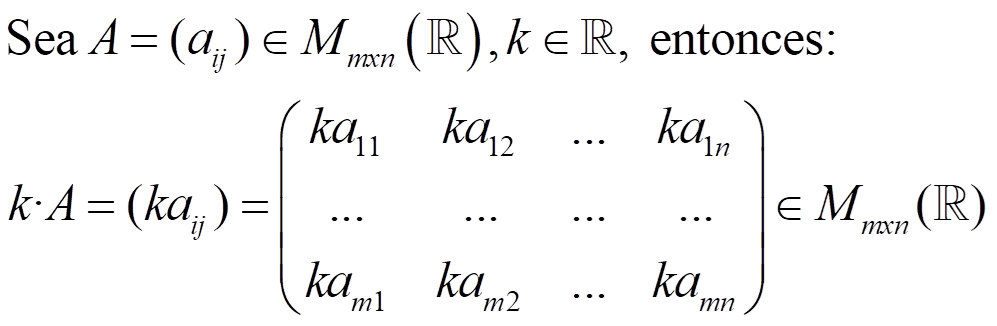 Sea A = (a_ij) ∈ M_mxn (ℝ), k ∈ ℝ, entonces:
ka_11 ka_12 ... ka_1n
k·A = (ka_ij) = ( ... ... ... ... ) ∈ M_mxn (ℝ)
ka_m1 ka_m2 ... ka_mn